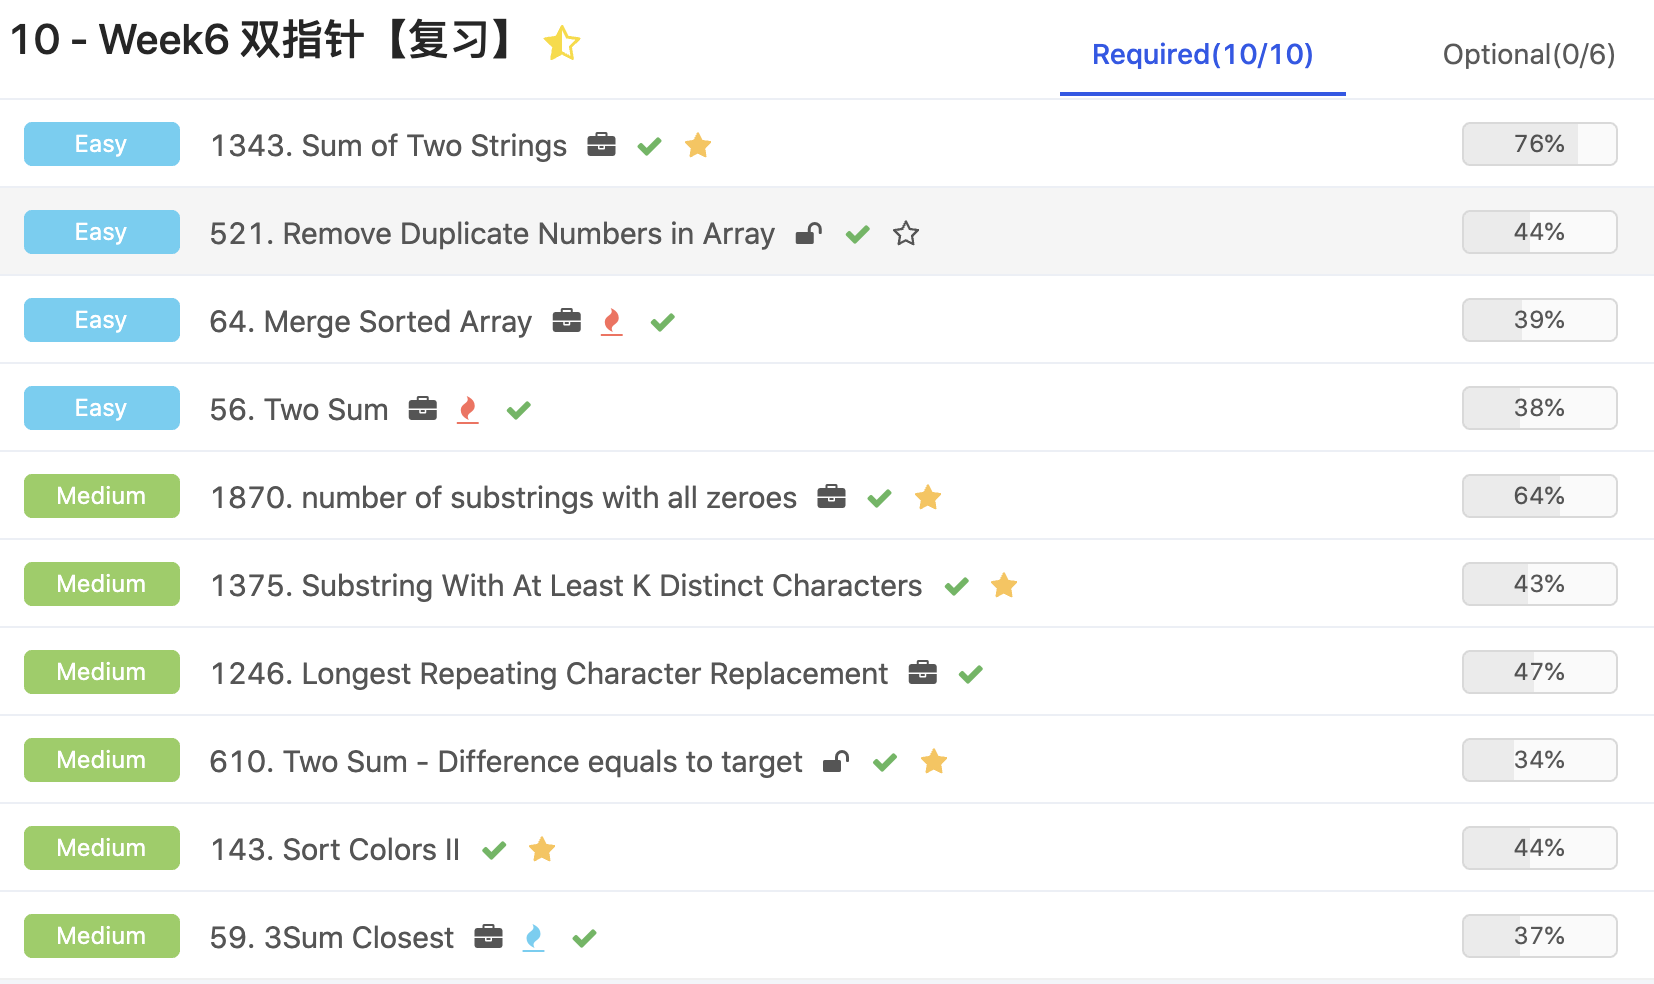 10 - Week6 双指针【复习】
Required(10/10) Optional(0/6)
Easy 1343. Sum of Two Strings 76%
Easy 521. Remove Duplicate Numbers in Array 44%
Easy 64. Merge Sorted Array 39%
Easy 56. Two Sum 38%
Medium 1870. number of substrings with all zeroes 64%
Medium 1375. Substring With At Least K Distinct Characters 43%
Medium 1246. Longest Repeating Character Replacement 47%
Medium 610. Two Sum - Difference equals to target 34%
Medium 143. Sort Colors II 44%
Medium 59. 3Sum Closest 37%